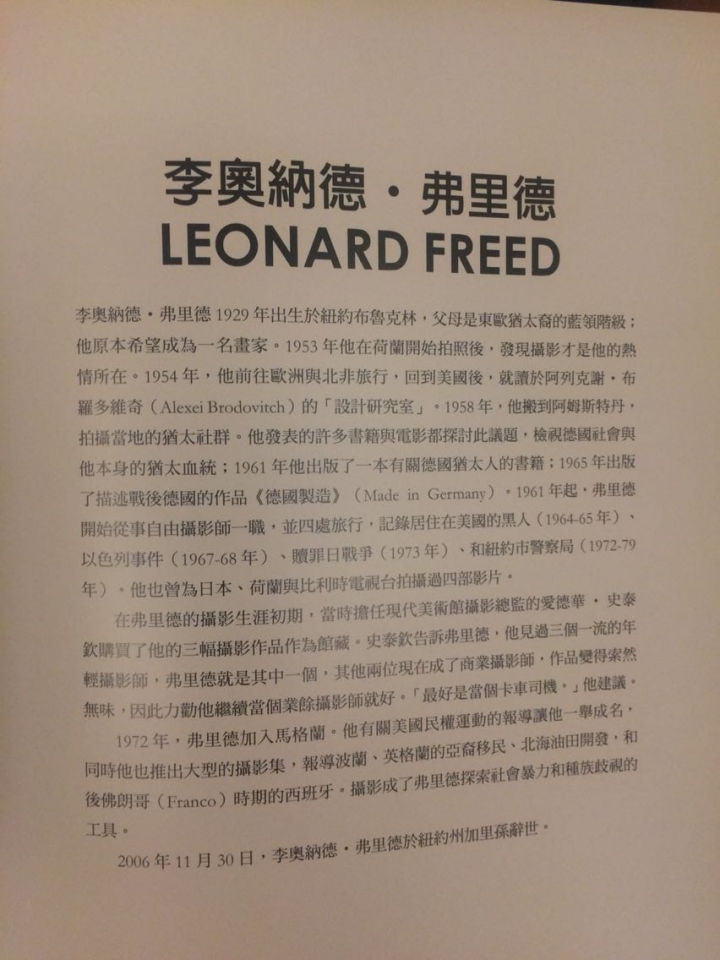 李奧納德・弗里德
LEONARD FREED
李奧納德・弗里德 1929 年出生於紐約布魯克林，父母是東歐猶太裔的藍領階級；
他原本希望成為一名畫家。1953 年他在荷蘭開始拍照後，發現攝影才是他的熱
情所在。1954 年，他前往歐洲與北非旅行，回到美國後，就讀於阿列克謝・布
羅多維奇（Alexei Brodovitch）的「設計研究室」。1958 年，他搬到阿姆斯特丹，
拍攝當地的猶太社群。他發表的許多書籍與電影都探討此議題，檢視德國社會與
他本身的猶太血統；1961 年他出版了一本有關德國猶太人的書籍；1965 年出版
了描述戰後德國的作品《德國製造》（Made in Germany）。1961 年起，弗里德
開始從事自由攝影師一職，並四處旅行，記錄居住在美國的黑人（1964-65 年）、
以色列事件（1967-68 年）、贖罪日戰爭（1973 年）、和紐約市警察局（1972-79
年）。他也曾為日本、荷蘭與比利時電視台拍攝過四部影片。
在弗里德的攝影生涯初期，當時擔任現代美術館攝影總監的愛德華・史泰
欽購買了他的三幅攝影作品作為館藏。史泰欽告訴弗里德，他見過三個一流的年
輕攝影師，弗里德就是其中一個，其他兩位現在成了商業攝影師，作品變得索然
無味，因此力勸他繼續當個業餘攝影師就好。「最好是當個卡車司機。」他建議。
1972 年，弗里德加入馬格蘭。他有關美國民權運動的報導讓他一舉成名，
同時他也推出大型的攝影集，報導波蘭、英格蘭的亞裔移民、北海油田開發，和
後佛朗哥（Franco）時期的西班牙。攝影成了弗里德探索社會暴力和種族歧視的
工具。
2006 年 11 月 30 日，李奧納德・弗里德於紐約州加里孫辭世。